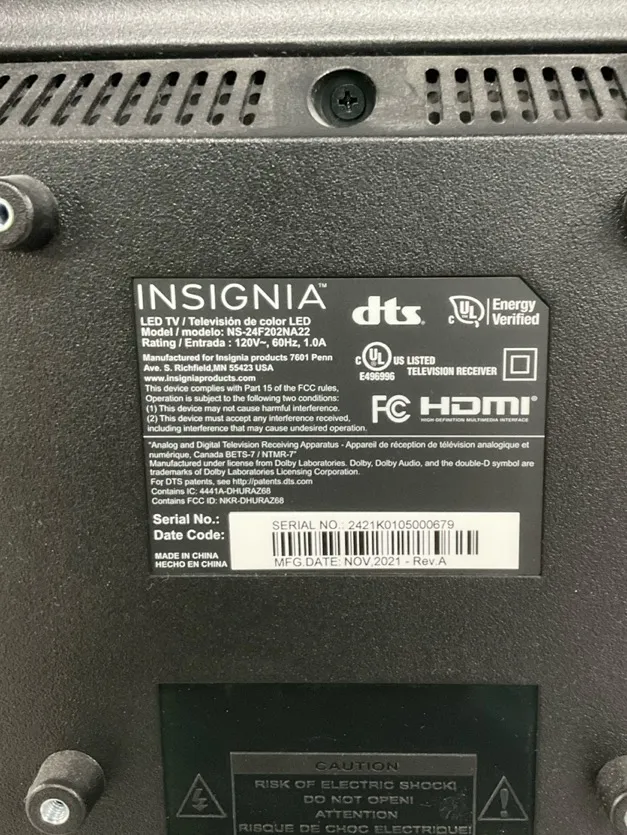 INSIGNIA™
LED TV / Televisión de color LED
Model / modelo: NS-24F202NA22
Rating / Entrada : 120V~, 60Hz, 1.0A
Manufactured for Insignia products 7601 Penn
Ave. S. Richfield,MN 55423 USA
www.insigniaproducts.com
This device complies with Part 15 of the FCC rules,
Operation is subject to the following two conditions:
(1) This device may not cause harmful interference.
(2) This device must accept any interference received,
including interference that may cause undesired operation.
dts.
c UL Energy
Verified
c UL US LISTED
E496996 TELEVISION RECEIVER
FC HDMI®
HIGH-DEFINITION MULTIMEDIA INTERFACE
"Analog and Digital Television Receiving Apparatus - Appareil de réception de télévision analogique et
numérique, Canada BETS-7 / NTMR-7"
Manufactured under license from Dolby Laboratories. Dolby, Dolby Audio, and the double-D symbol are
trademarks of Dolby Laboratories Licensing Corporation.
For DTS patents, see http://patents.dts.com
Contains IC: 4441A-DHURAZ68
Contains FCC ID: NKR-DHURAZ68
Serial No.:
Date Code:
SERIAL NO.: 2421K0105000679
MFG.DATE: NOV,2021 - Rev.A
MADE IN CHINA
HECHO EN CHINA
CAUTION
RISK OF ELECTRIC SHOCK!
DO NOT OPEN!
ATTENTION
RISQUE DE CHOC ELECTRIQUE!